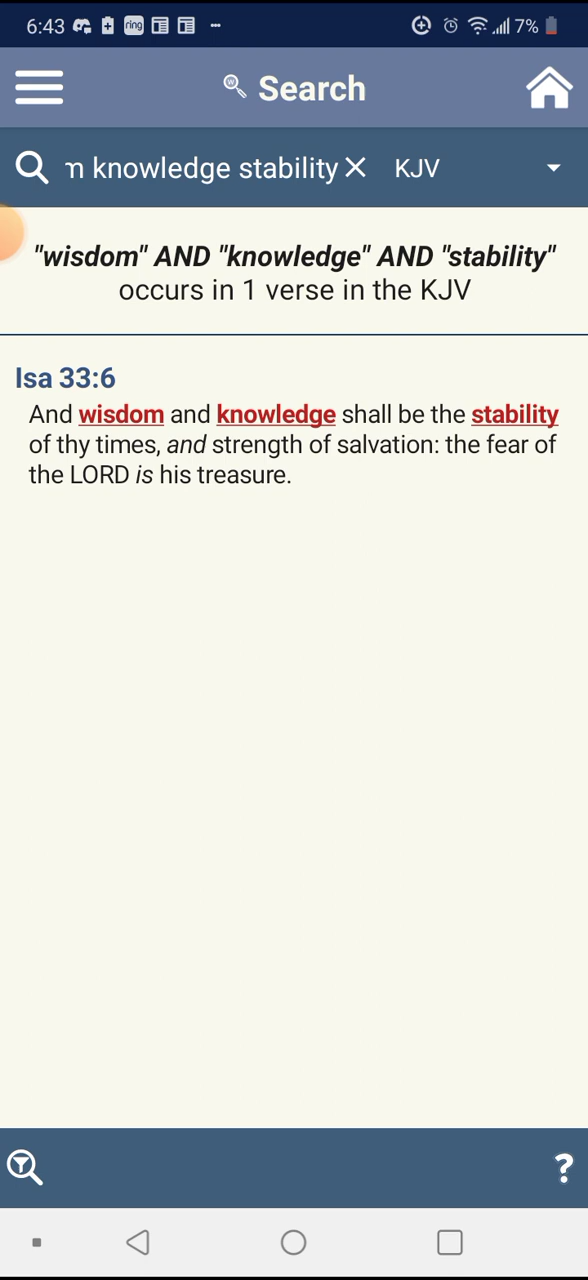 6:43 ring 7%
Search
m knowledge stability KJV
"wisdom" AND "knowledge" AND "stability"
occurs in 1 verse in the KJV
Isa 33:6
And wisdom and knowledge shall be the stability
of thy times, and strength of salvation: the fear of
the LORD is his treasure.
?